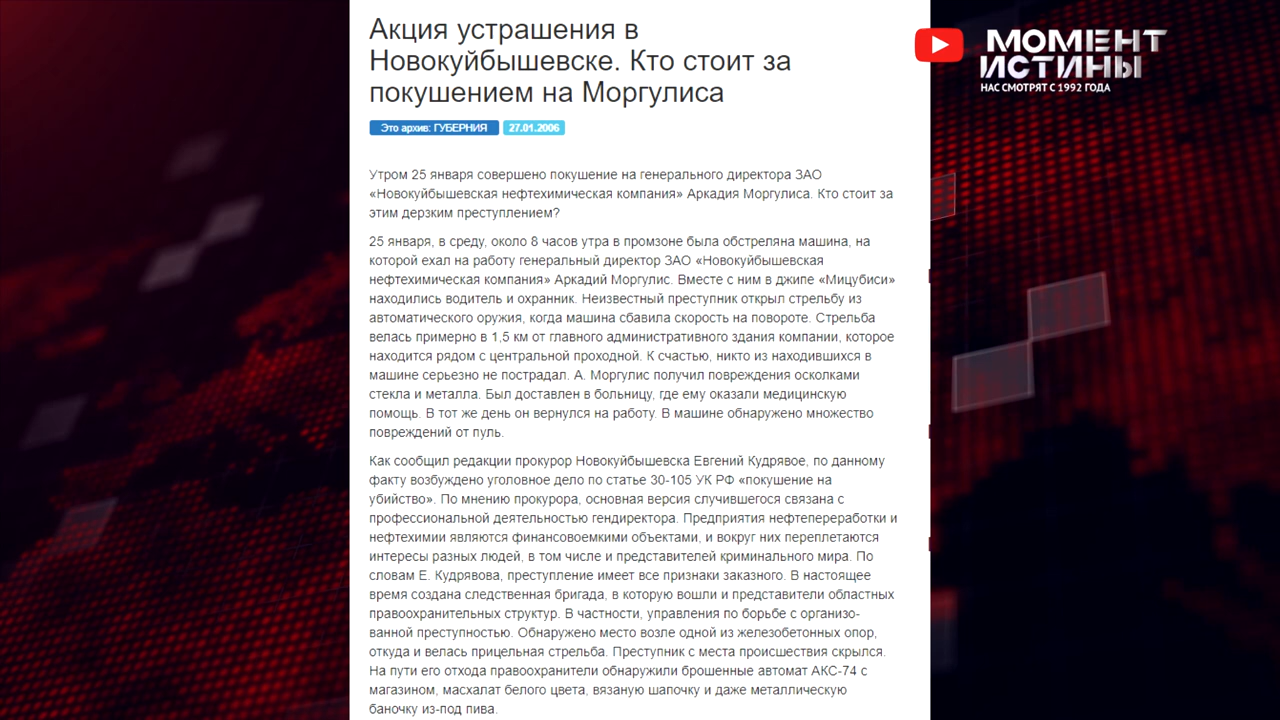 Акция устрашения в
Новокуйбышевске. Кто стоит за
покушением на Моргулиса
Это архив: ГУБЕРНИЯ 27.01.2006
МОМЕНТ
ИСТИНЫ
НАС СМОТРЯТ С 1992 ГОДА
Утром 25 января совершено покушение на генерального директора ЗАО
«Новокуйбышевская нефтехимическая компания» Аркадия Моргулиса. Кто стоит за
этим дерзким преступлением?
25 января, в среду, около 8 часов утра в промзоне была обстреляна машина, на
которой ехал на работу генеральный директор ЗАО «Новокуйбышевская
нефтехимическая компания» Аркадий Моргулис. Вместе с ним в джипе «Мицубиси»
находились водитель и охранник. Неизвестный преступник открыл стрельбу из
автоматического оружия, когда машина сбавила скорость на повороте. Стрельба
велась примерно в 1,5 км от главного административного здания компании, которое
находится рядом с центральной проходной. К счастью, никто из находившихся в
машине серьезно не пострадал. А. Моргулис получил повреждения осколками
стекла и металла. Был доставлен в больницу, где ему оказали медицинскую
помощь. В тот же день он вернулся на работу. В машине обнаружено множество
повреждений от пуль.
Как сообщил редакции прокурор Новокуйбышевска Евгений Кудрявое, по данному
факту возбуждено уголовное дело по статье 30-105 УК РФ «покушение на
убийство». По мнению прокурора, основная версия случившегося связана с
профессиональной деятельностью гендиректора. Предприятия нефтепереработки и
нефтехимии являются финансовоемкими объектами, и вокруг них переплетаются
интересы разных людей, в том числе и представителей криминального мира. По
словам Е. Кудрявова, преступление имеет все признаки заказного. В настоящее
время создана следственная бригада, в которую вошли и представители областных
правоохранительных структур. В частности, управления по борьбе с организо-
ванной преступностью. Обнаружено место возле одной из железобетонных опор,
откуда и велась прицельная стрельба. Преступник с места происшествия скрылся.
На пути его отхода правоохранители обнаружили брошенные автомат АКС-74 с
магазином, масхалат белого цвета, вязаную шапочку и даже металлическую
баночку из-под пива.